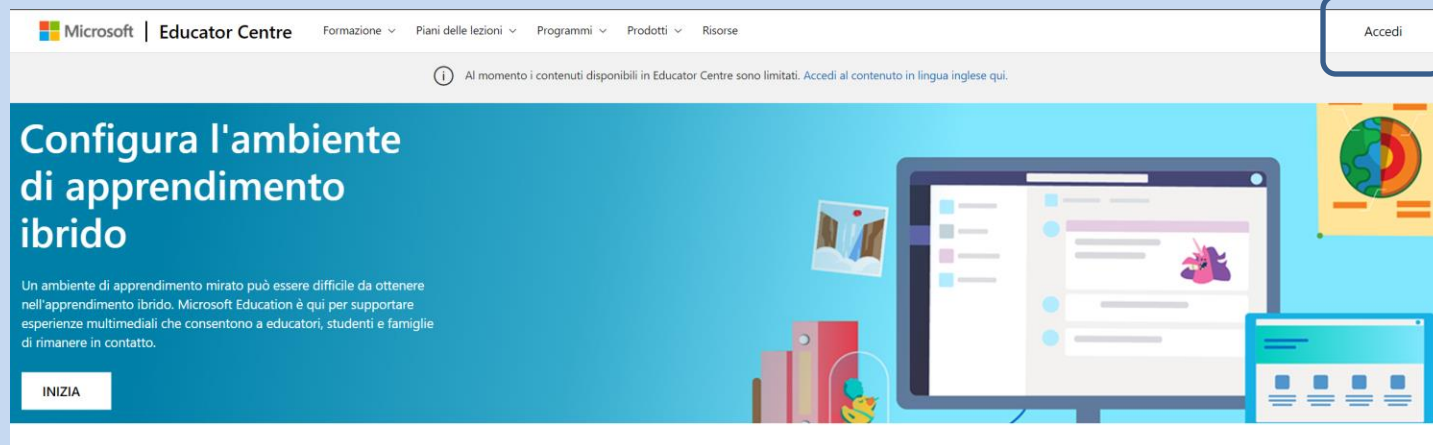 Microsoft | Educator Centre Formazione Piani delle lezioni Programmi Prodotti Risorse Accedi
Al momento i contenuti disponibili in Educator Centre sono limitati. Accedi al contenuto in lingua inglese qui.
Configura l'ambiente
di apprendimento
ibrido
Un ambiente di apprendimento mirato può essere difficile da ottenere
nell'apprendimento ibrido. Microsoft Education è qui per supportare
esperienze multimediali che consentono a educatori, studenti e famiglie
di rimanere in contatto.
INIZIA